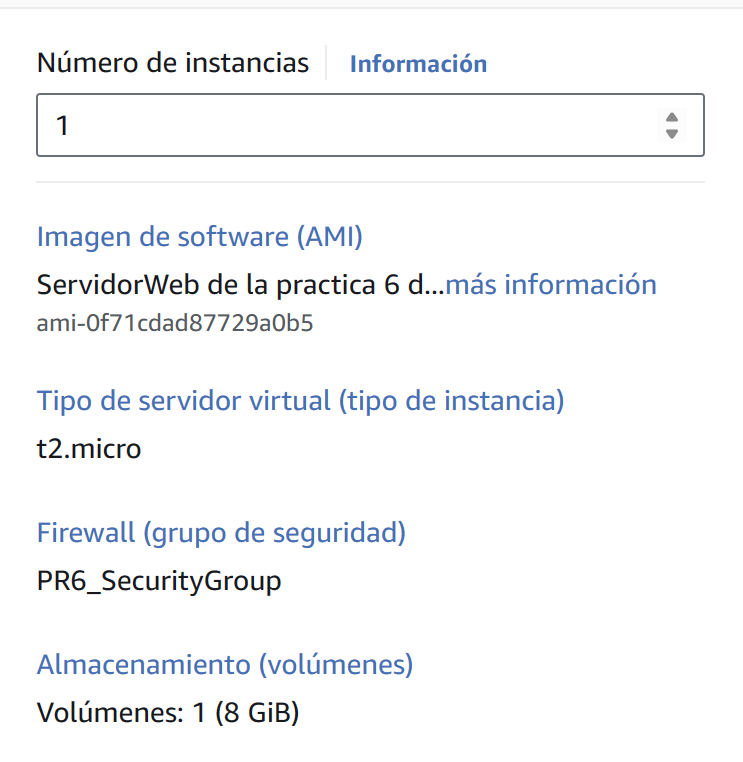 Número de instancias Información
1
Imagen de software (AMI)
ServidorWeb de la practica 6 d...más información
ami-0f71cdad87729a0b5
Tipo de servidor virtual (tipo de instancia)
t2.micro
Firewall (grupo de seguridad)
PR6_SecurityGroup
Almacenamiento (volúmenes)
Volúmenes: 1 (8 GiB)